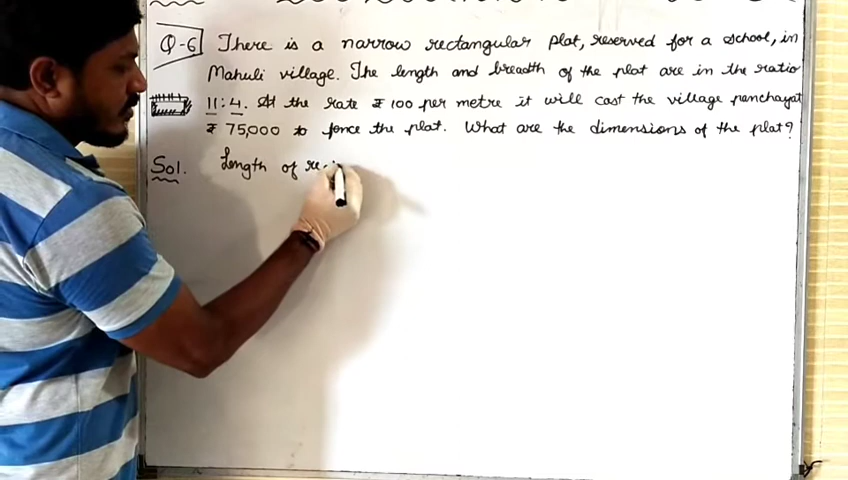 Q-6 There is a narrow rectangular plot, reserved for a school, in
Mahuli village. The length and breadth of the plot are in the ratio
11:4. At the rate ₹100 per metre it will cost the village panchayat
₹ 75,000 to fence the plot. What are the dimensions of the plot?
Sol. Length of rec